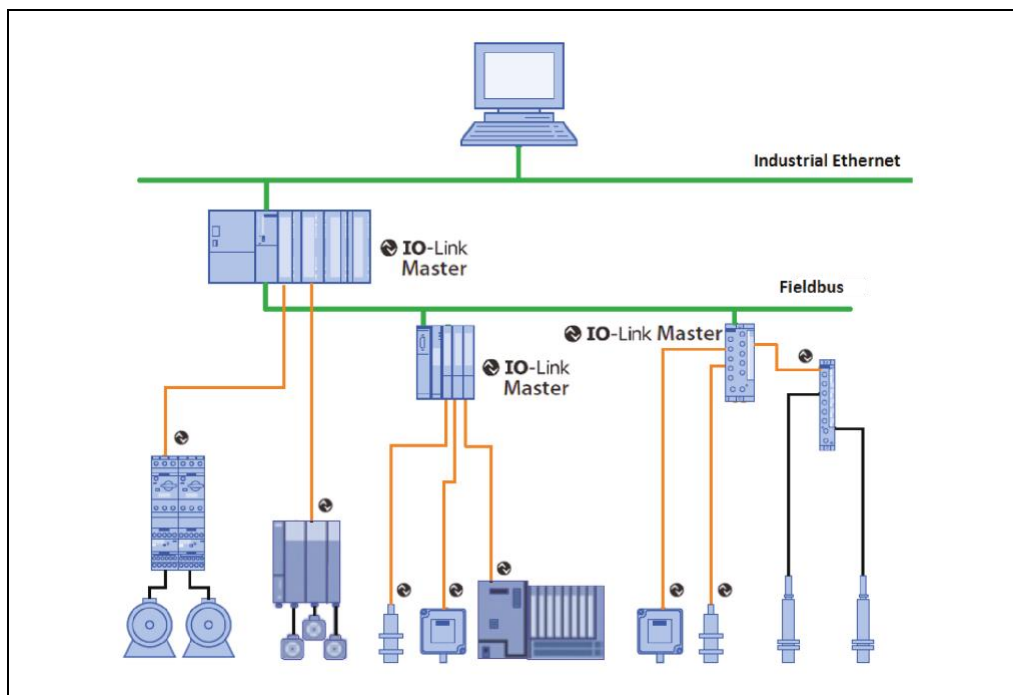 Industrial Ethernet
IO-Link
Master
Fieldbus
IO-Link Master
IO-Link
Master